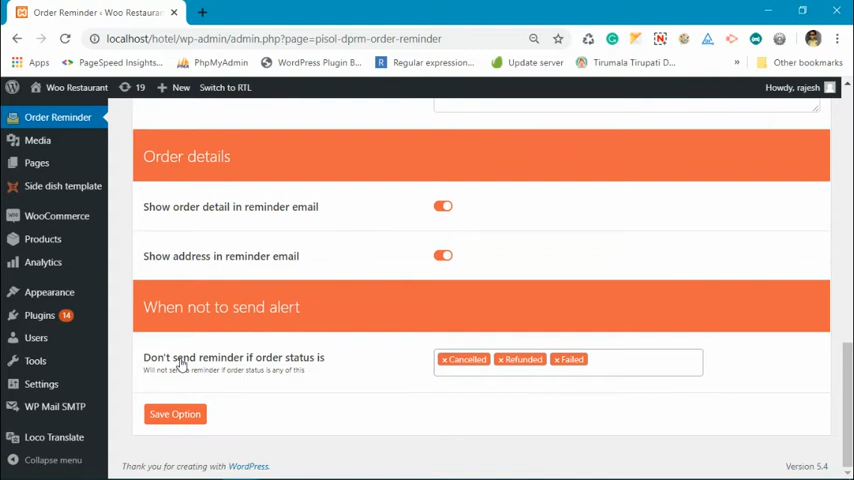 Order Reminder ‹ Woo Restauran
localhost/hotel/wp-admin/admin.php?page=pisol-dprm-order-reminder
Apps PageSpeed Insights... PhpMyAdmin WordPress Plugin B... Regular expression... Update server Tirumala Tirupati D... » Other bookmarks
Woo Restaurant 19 New Switch to RTL Howdy, rajesh
Order Reminder
Media
Pages
Side dish template
WooCommerce
Products
Analytics
Appearance
Plugins 14
Users
Tools
Settings
WP Mail SMTP
Loco Translate
Collapse menu
Order details
Show order detail in reminder email
Show address in reminder email
When not to send alert
Don't send reminder if order status is
Will not reminder if order status is any of this
× Cancelled × Refunded × Failed
Save Option
Thank you for creating with WordPress.
Version 5.4